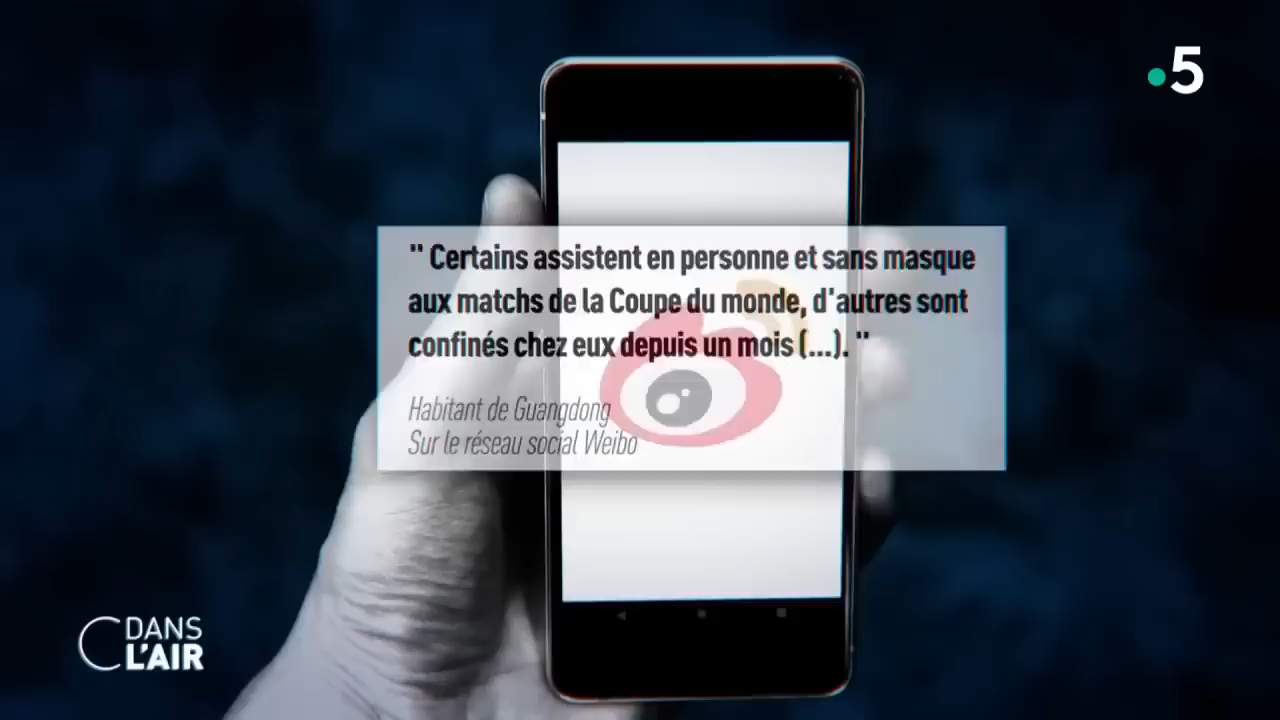 5
" Certains assistent en personne et sans masque
aux matchs de la Coupe du monde, d'autres sont
confinés chez eux depuis un mois (...). "
Habitant de Guangdong
Sur le réseau social Weibo
C DANS
L'AIR